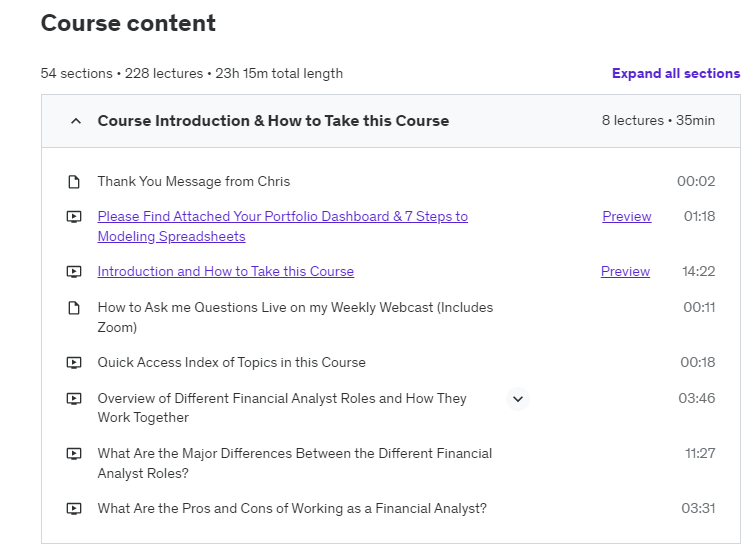 Course content
54 sections • 228 lectures • 23h 15m total length
Expand all sections
Course Introduction & How to Take this Course
8 lectures • 35min
Thank You Message from Chris
00:02
Please Find Attached Your Portfolio Dashboard & 7 Steps to
Modeling Spreadsheets
Preview
01:18
Introduction and How to Take this Course
Preview
14:22
How to Ask me Questions Live on my Weekly Webcast (Includes
Zoom)
00:11
Quick Access Index of Topics in this Course
00:18
Overview of Different Financial Analyst Roles and How They
Work Together
03:46
What Are the Major Differences Between the Different Financial
Analyst Roles?
11:27
What Are the Pros and Cons of Working as a Financial Analyst?
03:31